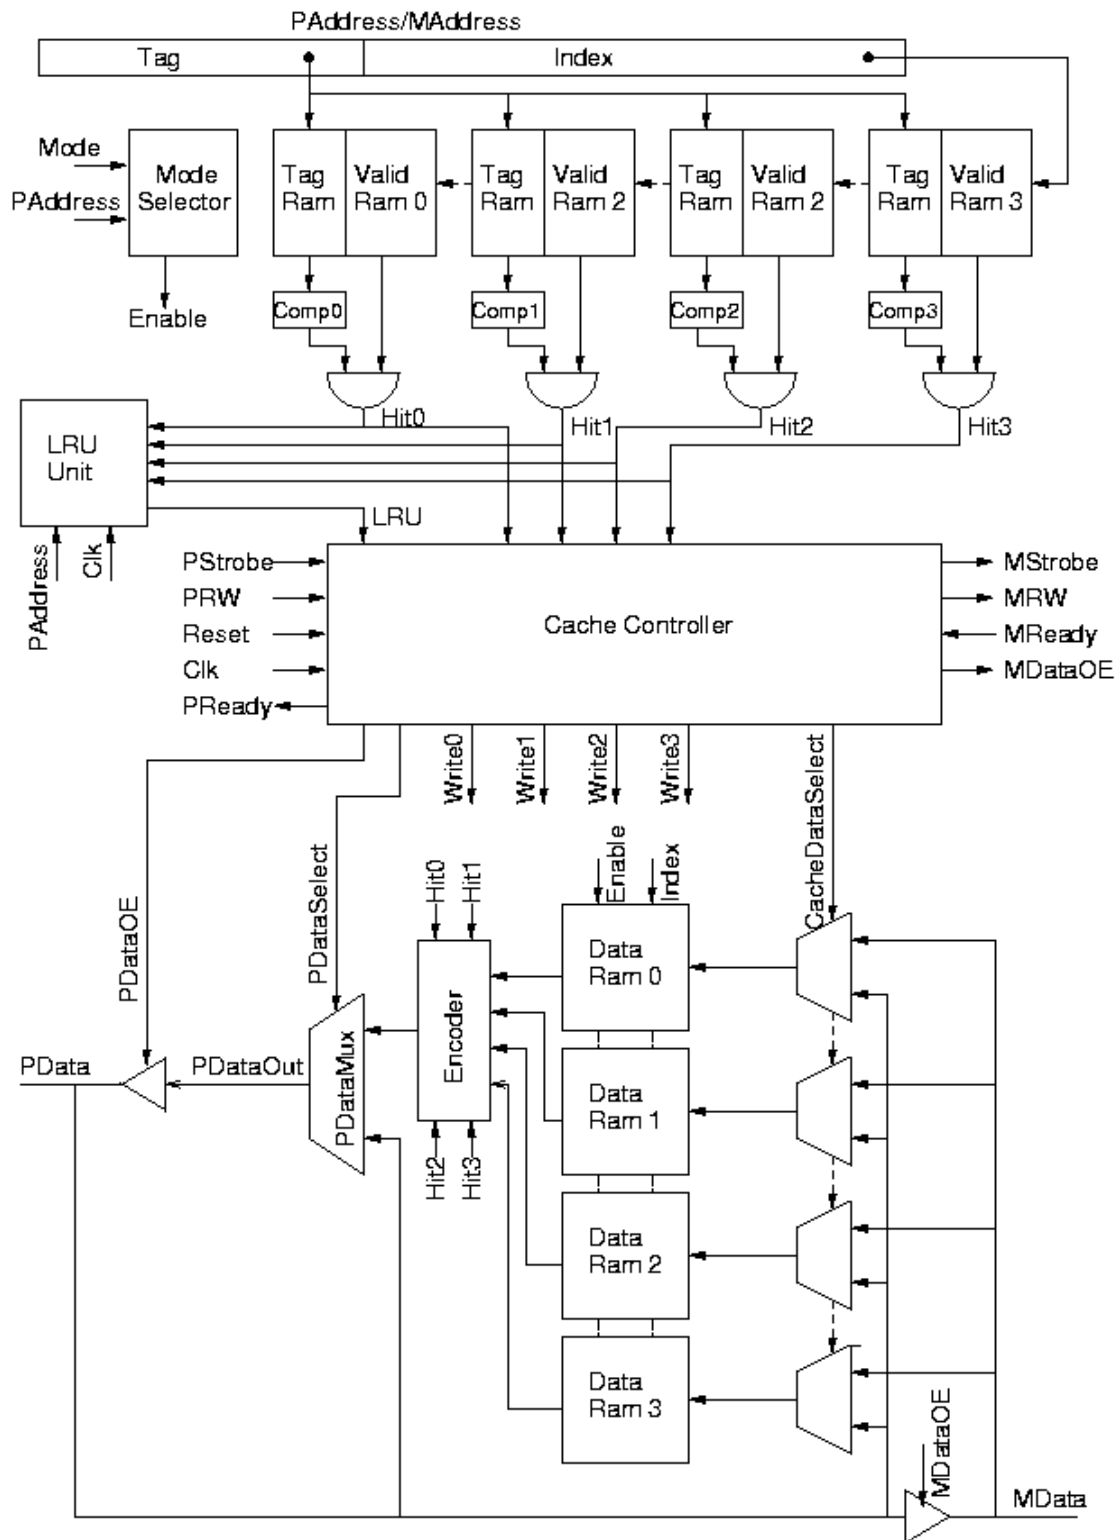 PAddress/MAddress
Tag
Index
Mode
PAddress
Mode
Selector
Enable
Tag
Ram
Valid
Ram 0
Tag
Ram
Valid
Ram 2
Tag
Ram
Valid
Ram 2
Tag
Ram
Valid
Ram 3
Comp0
Comp1
Comp2
Comp3
Hit0
Hit1
Hit2
Hit3
LRU
Unit
LRU
PAddress
Clk
PStrobe
PRW
Reset
Clk
PReady
Cache Controller
MStrobe
MRW
MReady
MDataOE
Write0
Write1
Write2
Write3
CacheDataSelect
PDataOE
PDataSelect
Hit0
Hit1
Enable
Index
Encoder
Hit2
Hit3
Data
Ram 0
Data
Ram 1
Data
Ram 2
Data
Ram 3
PData
PDataOut
PDataMux
MDataOE
MData